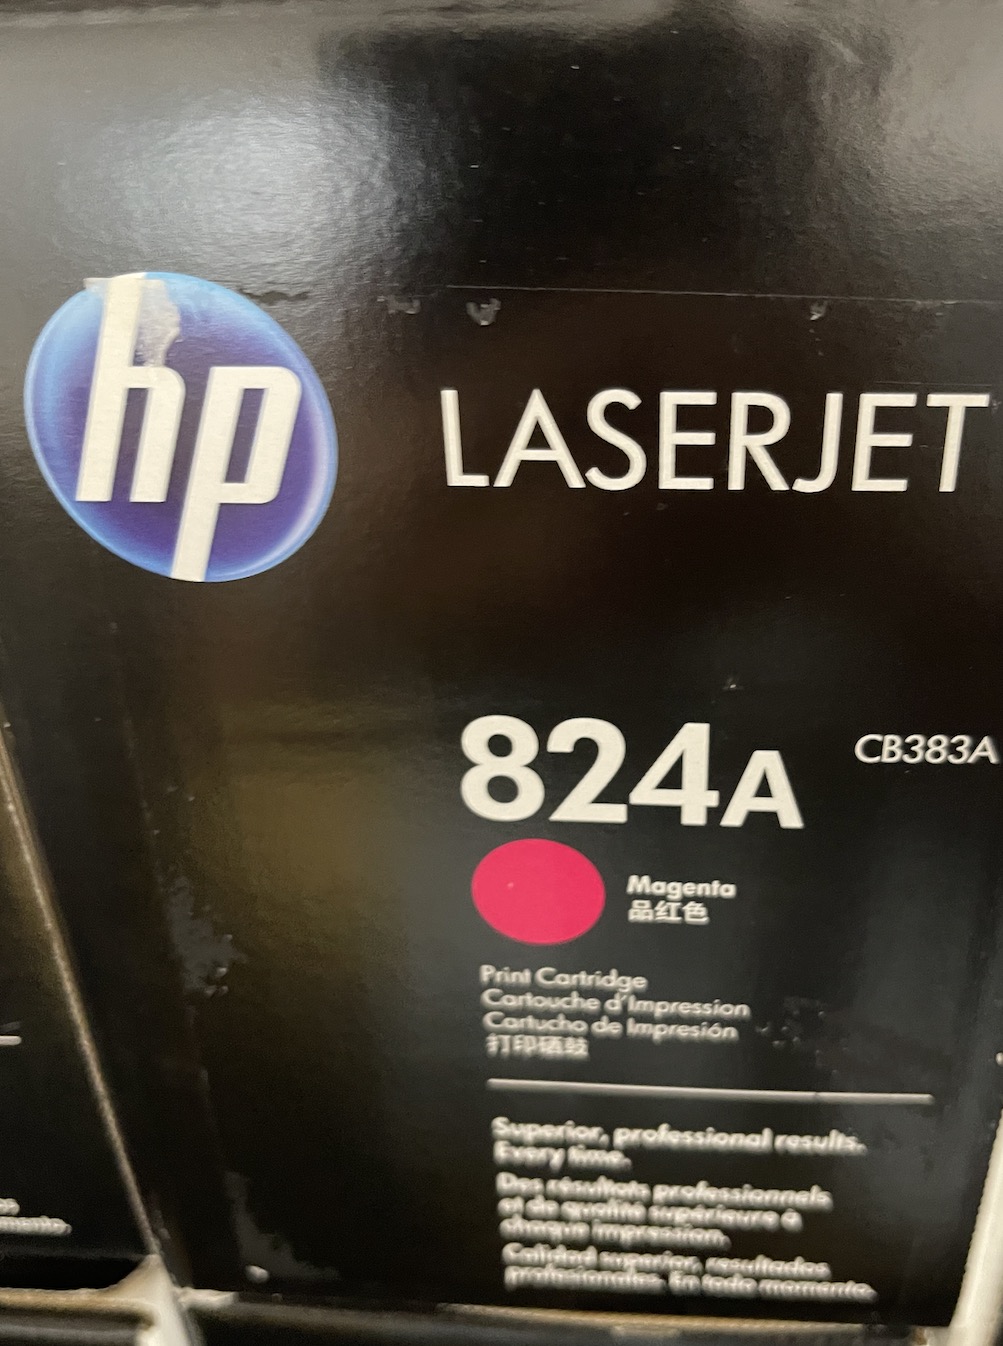 hp
LASERJET
824A
CB383A
Magenta
品红色
Print Cartridge
Cartouche d'Impression
Cartucho de Impresión
打印硒鼓
Superior, professional results.
Every time.
Des résultats professionnels
et de qualité supérieure à
chaque impression.
Calidad superior, resultados
profesionales. En todo momento.